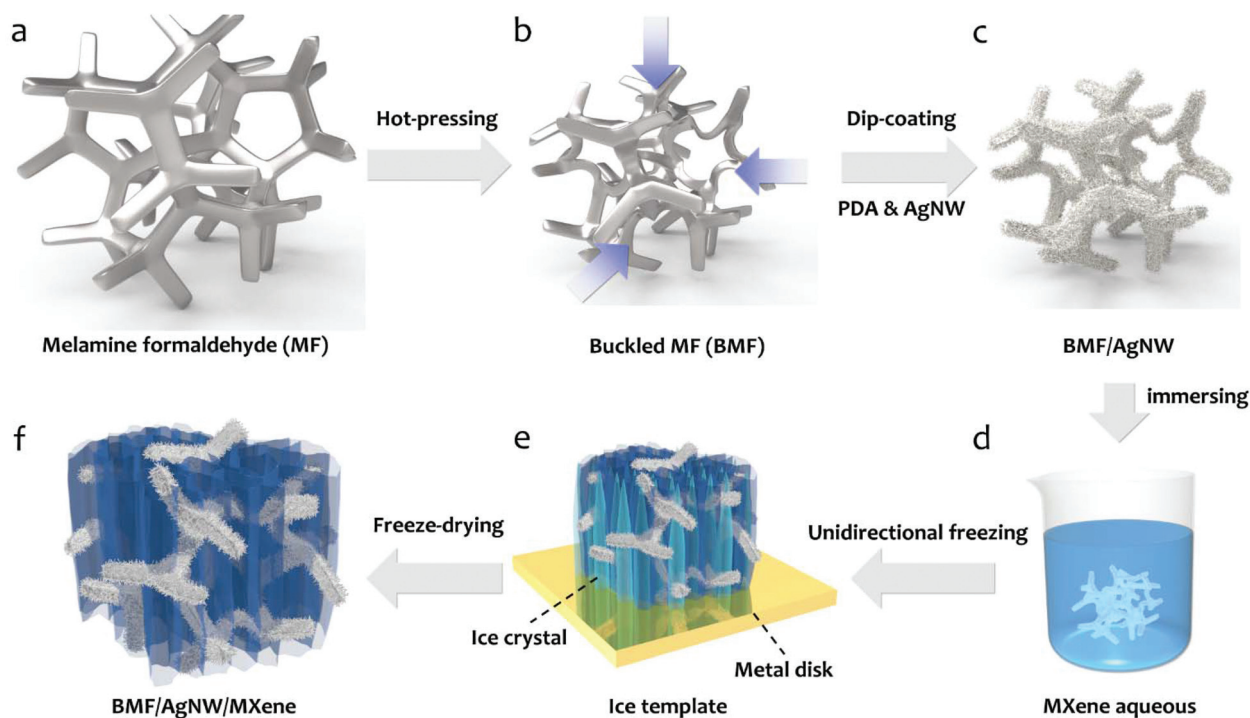 a
b
c
Hot-pressing
Dip-coating
PDA & AgNW
Melamine formaldehyde (MF)
Buckled MF (BMF)
BMF/AgNW
immersing
f
e
d
Freeze-drying
Unidirectional freezing
Ice crystal
Metal disk
BMF/AgNW/MXene
Ice template
MXene aqueous